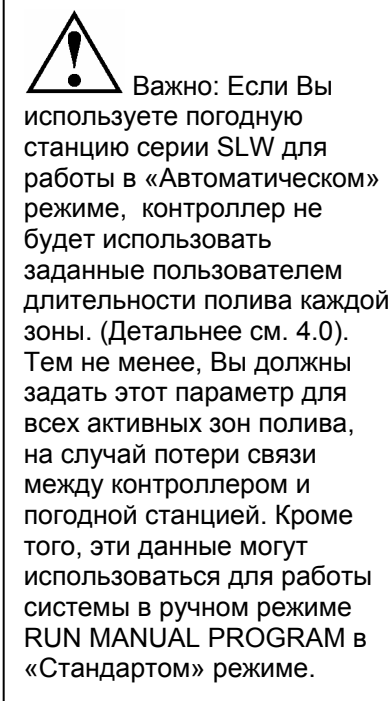 Важно: Если Вы
используете погодную
станцию серии SLW для
работы в «Автоматическом»
режиме, контроллер не
будет использовать
заданные пользователем
длительности полива каждой
зоны. (Детальнее см. 4.0).
Тем не менее, Вы должны
задать этот параметр для
всех активных зон полива,
на случай потери связи
между контроллером и
погодной станцией. Кроме
того, эти данные могут
использоваться для работы
системы в ручном режиме
RUN MANUAL PROGRAM в
«Стандартом» режиме.